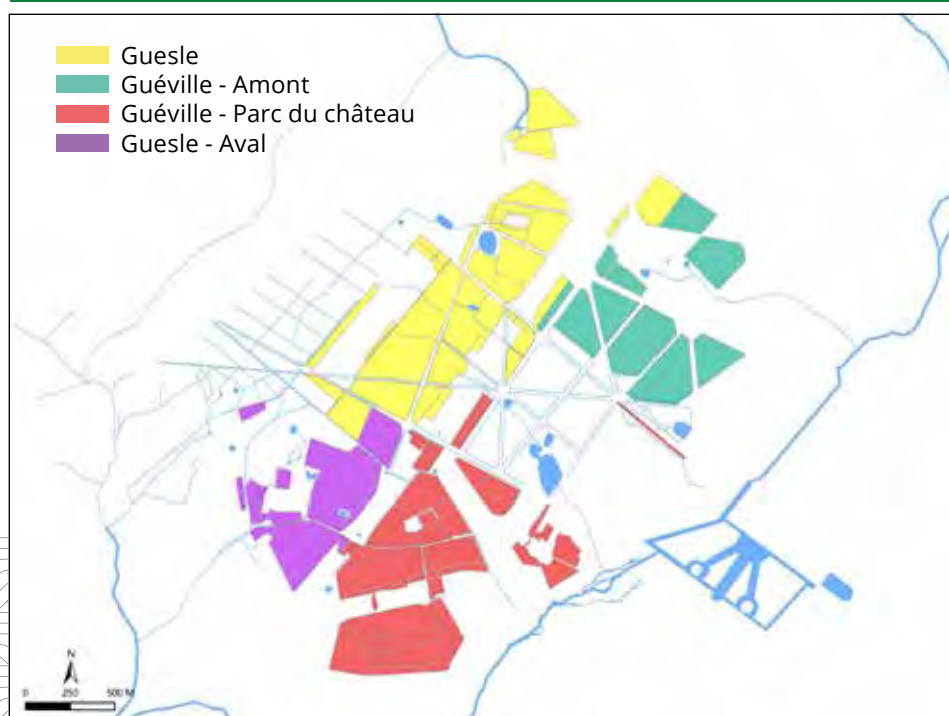 Guesle
Guéville - Amont
Guéville - Parc du château
Guesle - Aval
N
0 250 500 M